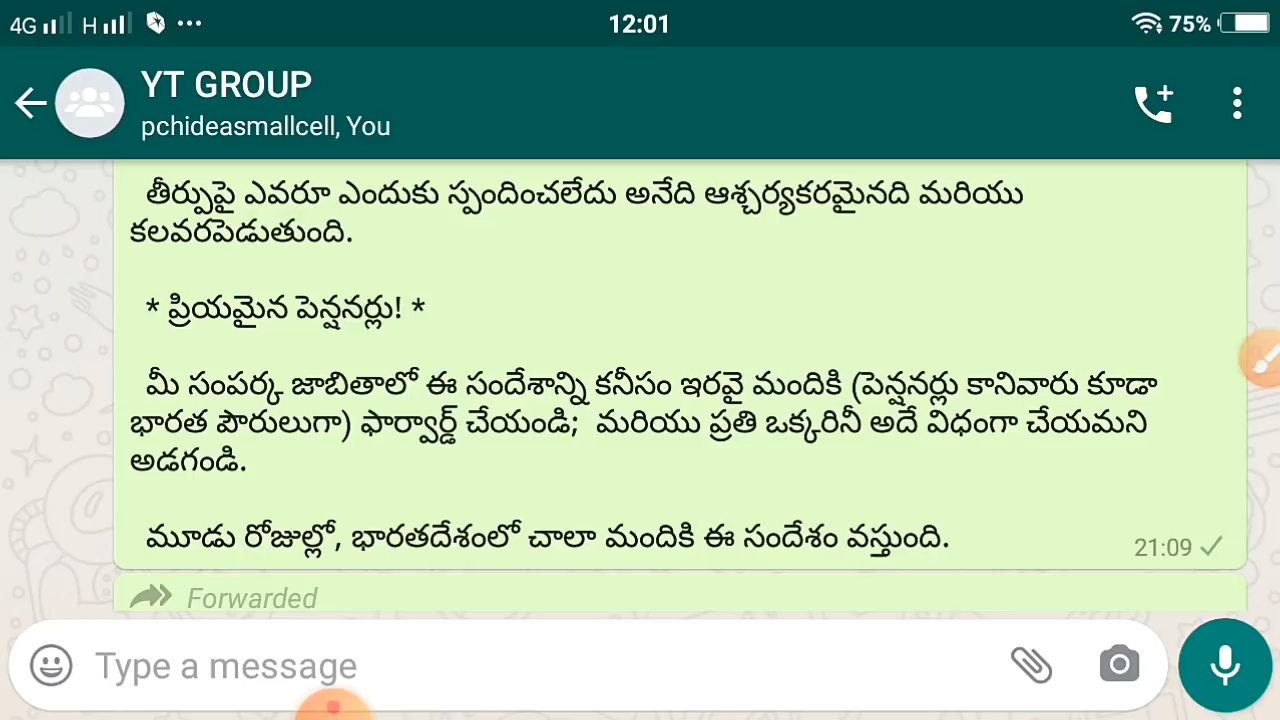 4G H 12:01 75%
YT GROUP
pchideasmallcell, You
తీర్పుపై ఎవరూ ఎందుకు స్పందించలేదు అనేది ఆశ్చర్యకరమైనది మరియు
కలవరపెడుతుంది.
* ప్రియమైన పెన్షనర్లు! *
మీ సంపర్క జాబితాలో ఈ సందేశాన్ని కనీసం ఇరవై మందికి (పెన్షనర్లు కానివారు కూడా
భారత పౌరులుగా) ఫార్వార్డ్ చేయండి;  మరియు ప్రతి ఒక్కరినీ అదే విధంగా చేయమని
అడగండి.
మూడు రోజుల్లో, భారతదేశంలో చాలా మందికి ఈ సందేశం వస్తుంది.
21:09
Forwarded
Type a message